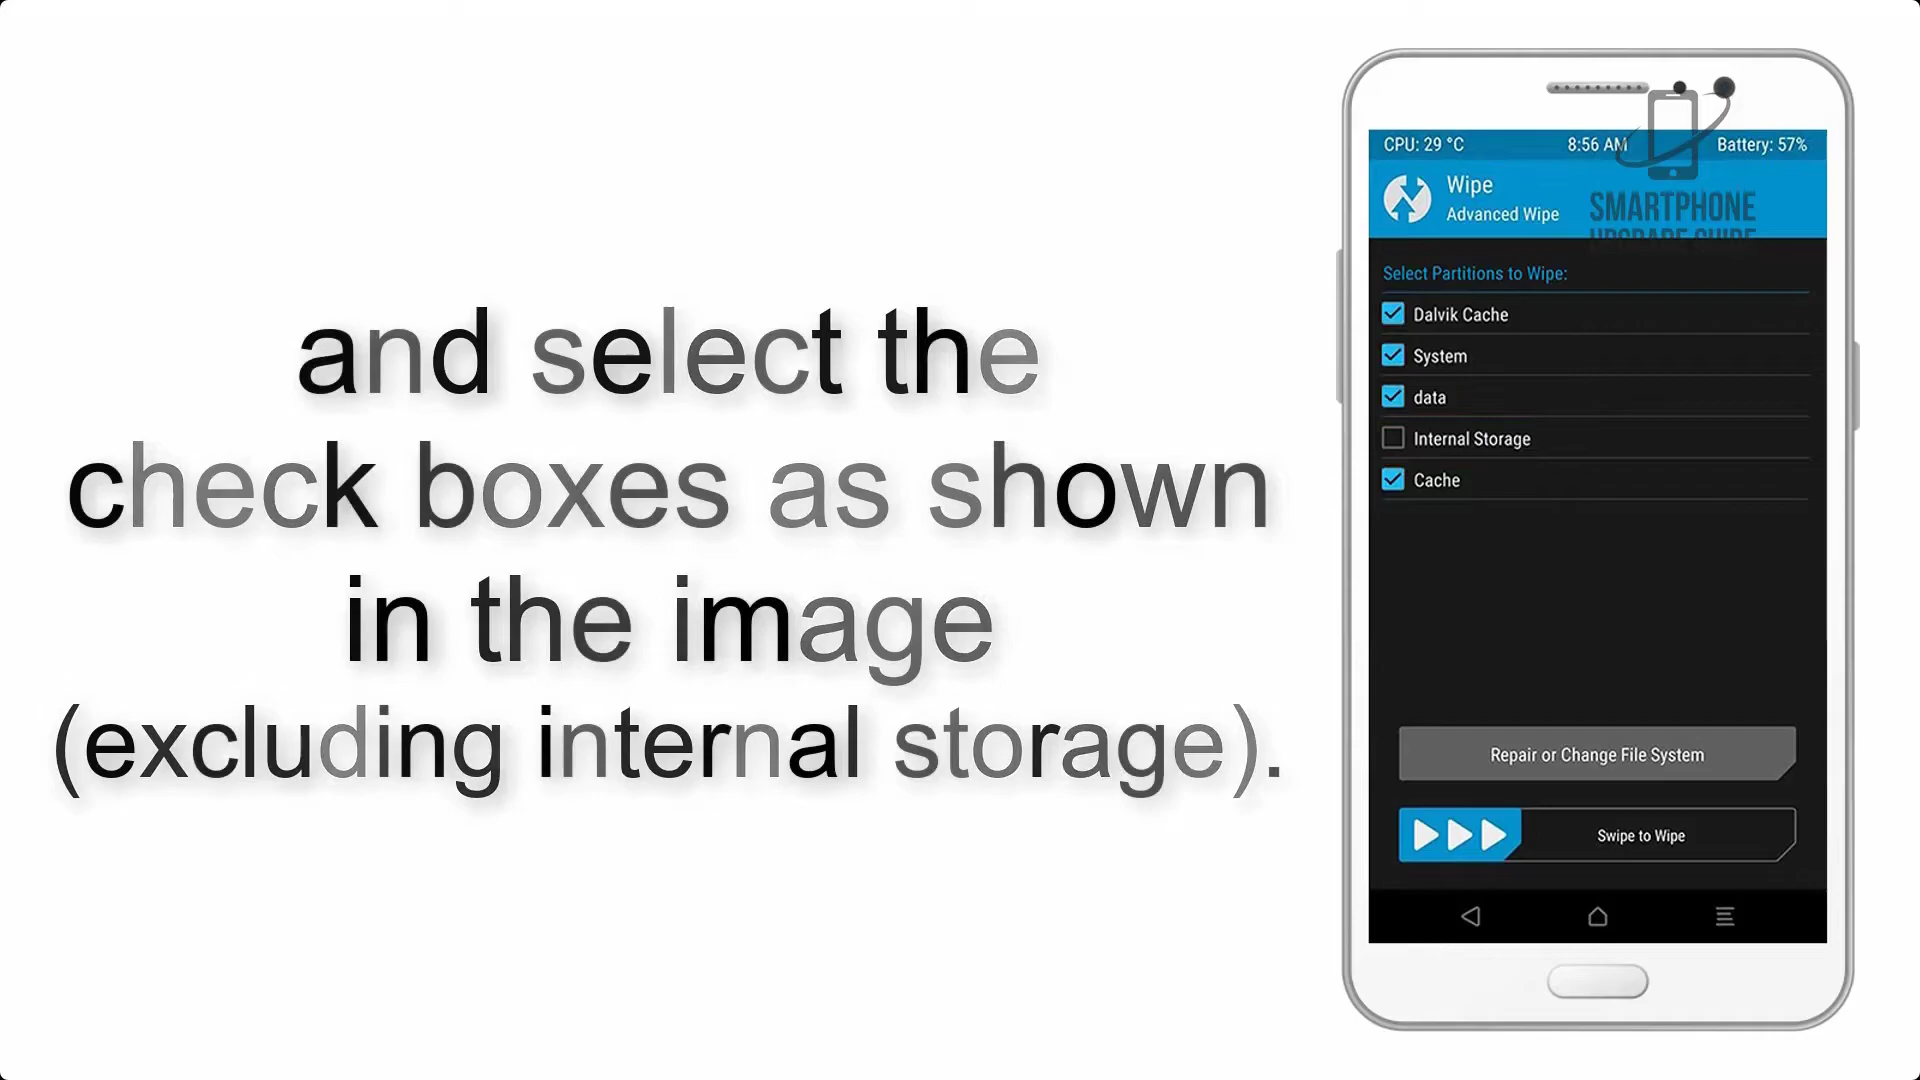 and select the
check boxes as shown
in the image
(excluding internal storage).
CPU: 29 °C 8:56 AM Battery: 57%
Wipe
Advanced Wipe
SMARTPHONE
UPGRADE GUIDE
Select Partitions to Wipe:
Dalvik Cache
System
data
Internal Storage
Cache
Repair or Change File System
Swipe to Wipe